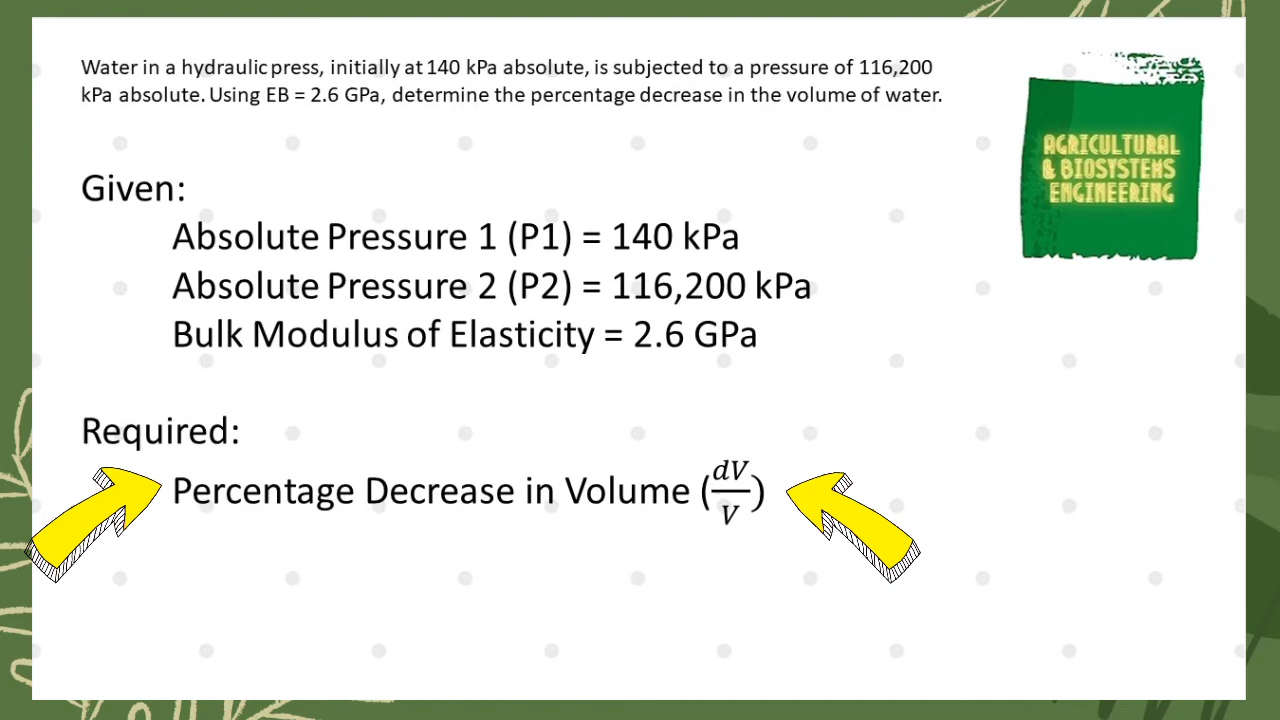 Water in a hydraulic press, initially at 140 kPa absolute, is subjected to a pressure of 116,200
kPa absolute. Using EB = 2.6 GPa, determine the percentage decrease in the volume of water.
AGRICULTURAL
& BIOSYSTEMS
ENGINEERING
Given:
Absolute Pressure 1 (P1) = 140 kPa
Absolute Pressure 2 (P2) = 116,200 kPa
Bulk Modulus of Elasticity = 2.6 GPa
Required:
Percentage Decrease in Volume (dV/V)